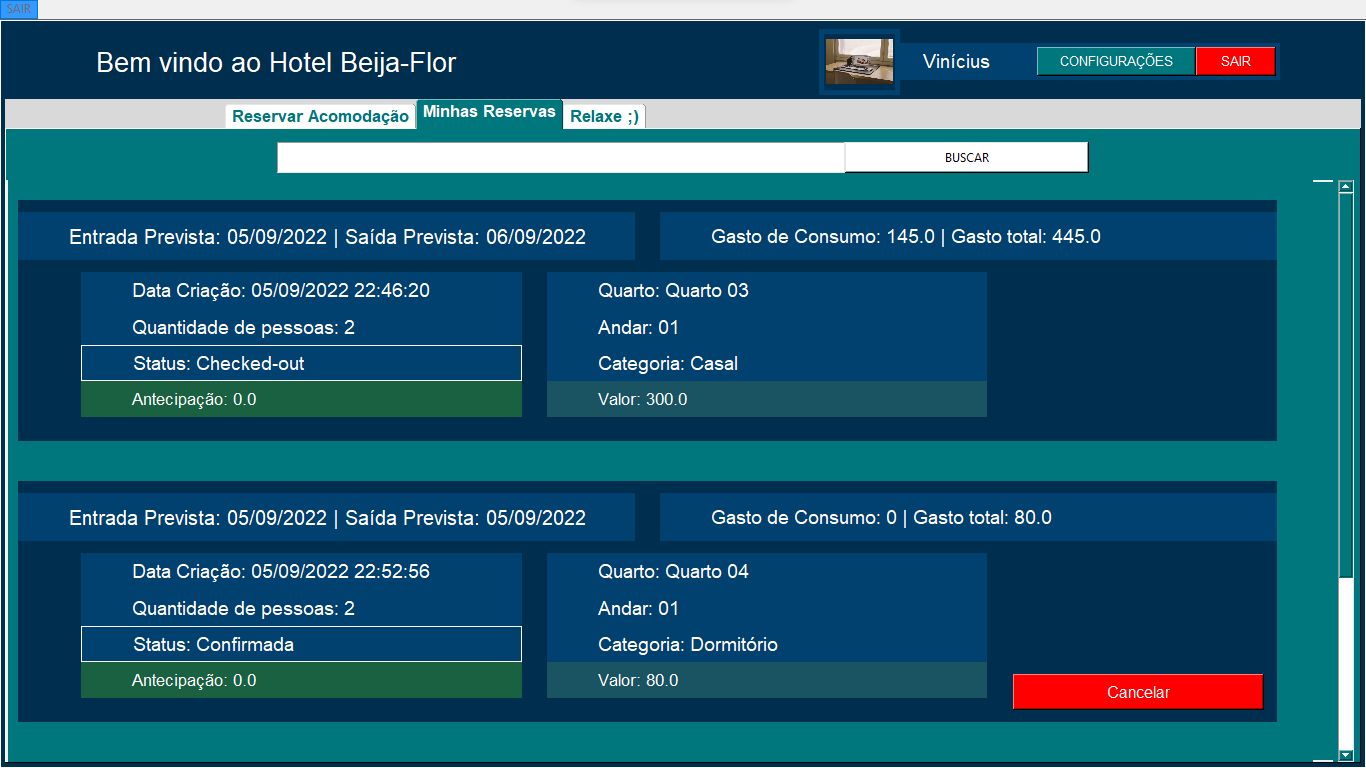 SAIR
Bem vindo ao Hotel Beija-Flor
Vinícius
CONFIGURAÇÕES
SAIR
Reservar Acomodação
Minhas Reservas
Relaxe ;)
BUSCAR
Entrada Prevista: 05/09/2022 | Saída Prevista: 06/09/2022
Gasto de Consumo: 145.0 | Gasto total: 445.0
Data Criação: 05/09/2022 22:46:20
Quantidade de pessoas: 2
Status: Checked-out
Antecipação: 0.0
Quarto: Quarto 03
Andar: 01
Categoria: Casal
Valor: 300.0
Entrada Prevista: 05/09/2022 | Saída Prevista: 05/09/2022
Gasto de Consumo: 0 | Gasto total: 80.0
Data Criação: 05/09/2022 22:52:56
Quantidade de pessoas: 2
Status: Confirmada
Antecipação: 0.0
Quarto: Quarto 04
Andar: 01
Categoria: Dormitório
Valor: 80.0
Cancelar